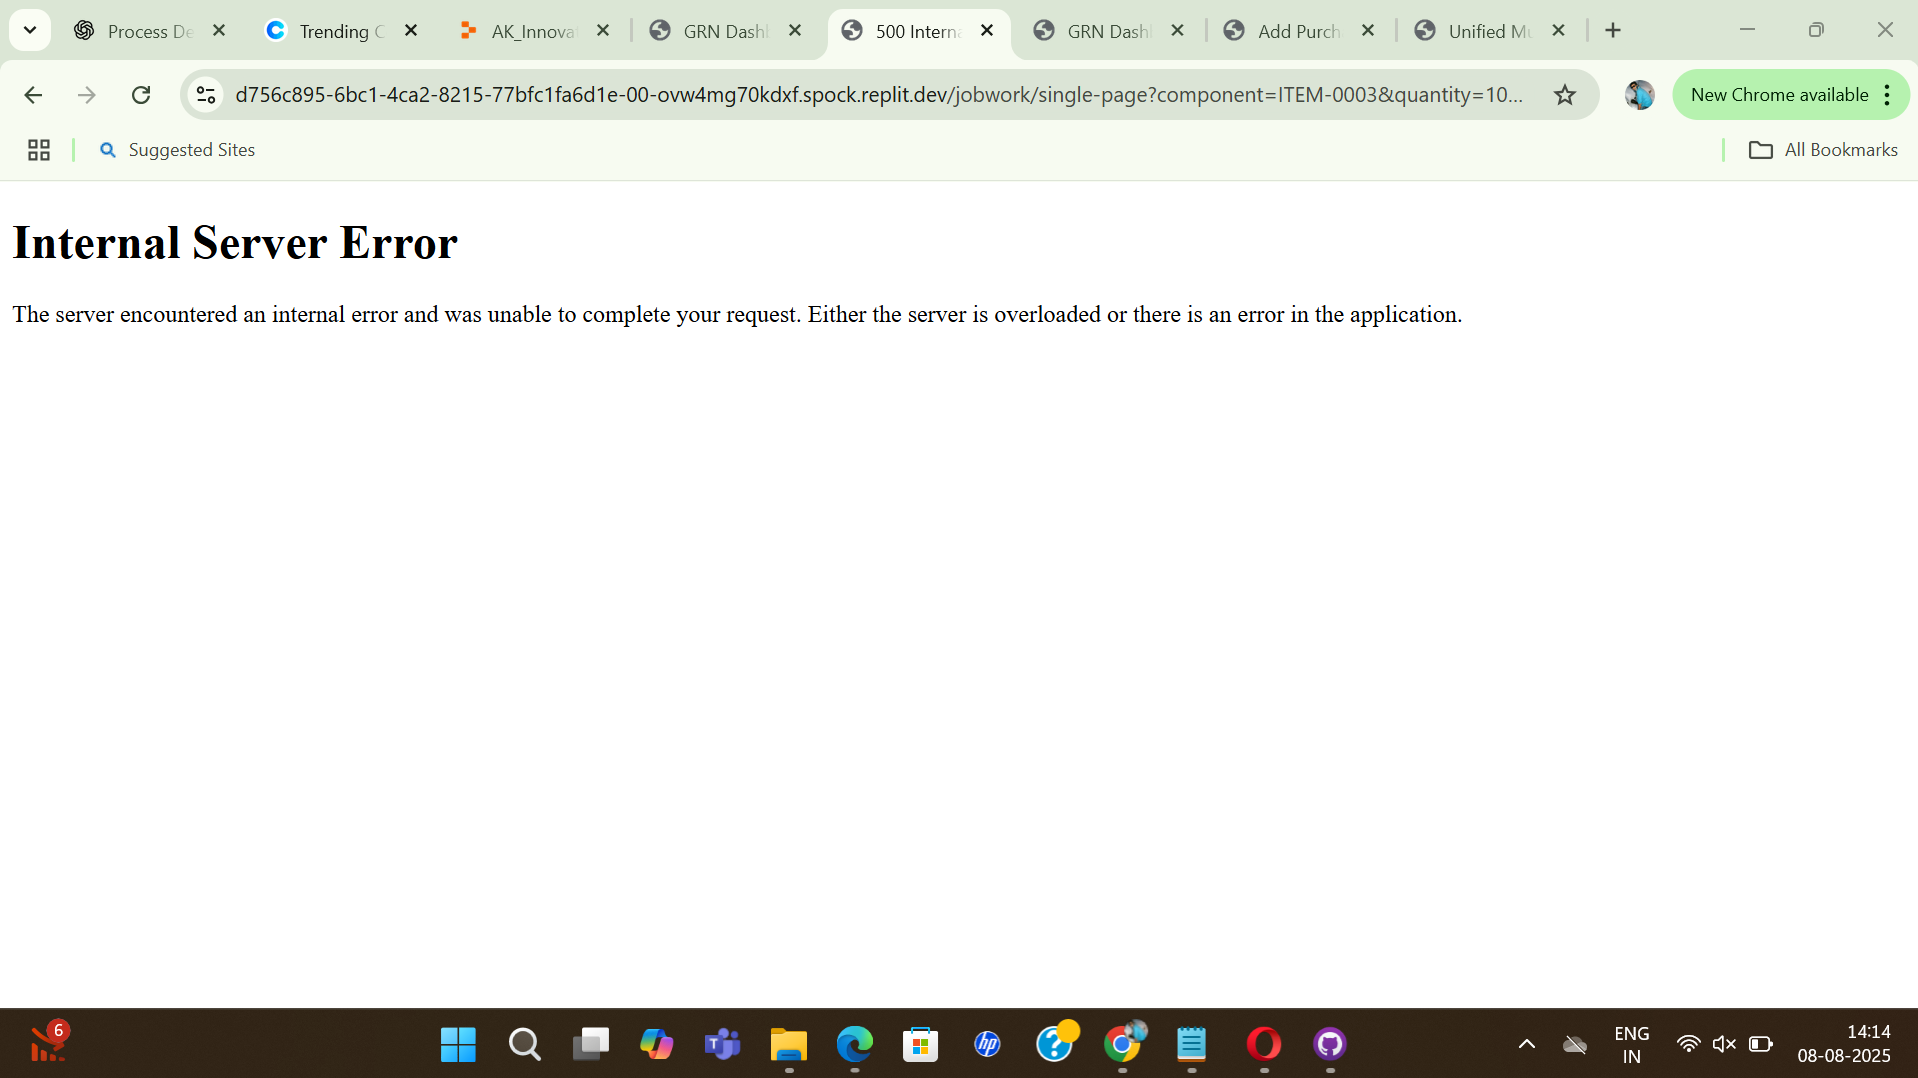 Process De
Trending C
AK_Innova
GRN Dash
500 Interna
GRN Dash
Add Purch
Unified Mu
d756c895-6bc1-4ca2-8215-77bfc1fa6d1e-00-ovw4mg70kdxf.spock.replit.dev/jobwork/single-page?component=ITEM-0003&quantity=10...
New Chrome available
Suggested Sites
All Bookmarks
Internal Server Error
The server encountered an internal error and was unable to complete your request. Either the server is overloaded or there is an error in the application.
6
T
hp
?
ENG
IN
14:14
08-08-2025